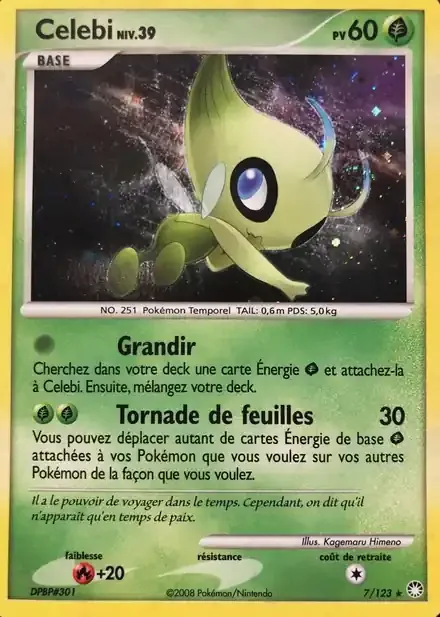 Celebi NIV.39 PV 60
BASE
NO. 251 Pokémon Temporel TAIL: 0,6m PDS: 5,0kg
Grandir
Cherchez dans votre deck une carte Énergie et attachez-la
à Celebi. Ensuite, mélangez votre deck.
Tornade de feuilles 30
Vous pouvez déplacer autant de cartes Énergie de base
attachées à vos Pokémon que vous voulez sur vos autres
Pokémon de la façon que vous voulez.
Il a le pouvoir de voyager dans le temps. Cependant, on dit qu'il
n'apparaît qu'en temps de paix.
Illus. Kagemaru Himeno
faiblesse résistance coût de retraite
+20
DPBP#301 ©2008 Pokémon/Nintendo 7/123 ★